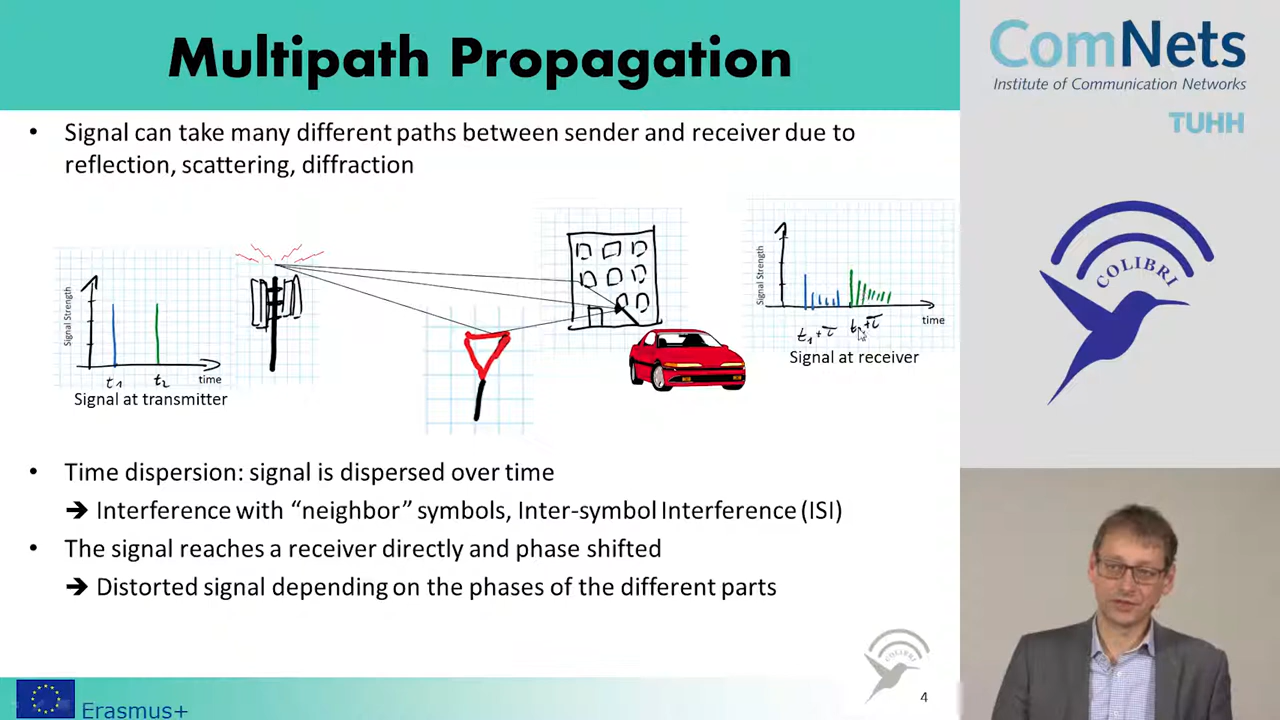 Multipath Propagation
• Signal can take many different paths between sender and receiver due to
reflection, scattering, diffraction
Signal Strength
t1
t2
time
Signal at transmitter
Signal Strength
t1+τ
t2+τ
time
Signal at receiver
• Time dispersion: signal is dispersed over time
➔ Interference with “neighbor” symbols, Inter-symbol Interference (ISI)
• The signal reaches a receiver directly and phase shifted
➔ Distorted signal depending on the phases of the different parts
Erasmus+
COLIBRI
4
ComNets
Institute of Communication Networks
TUHH
COLIBRI